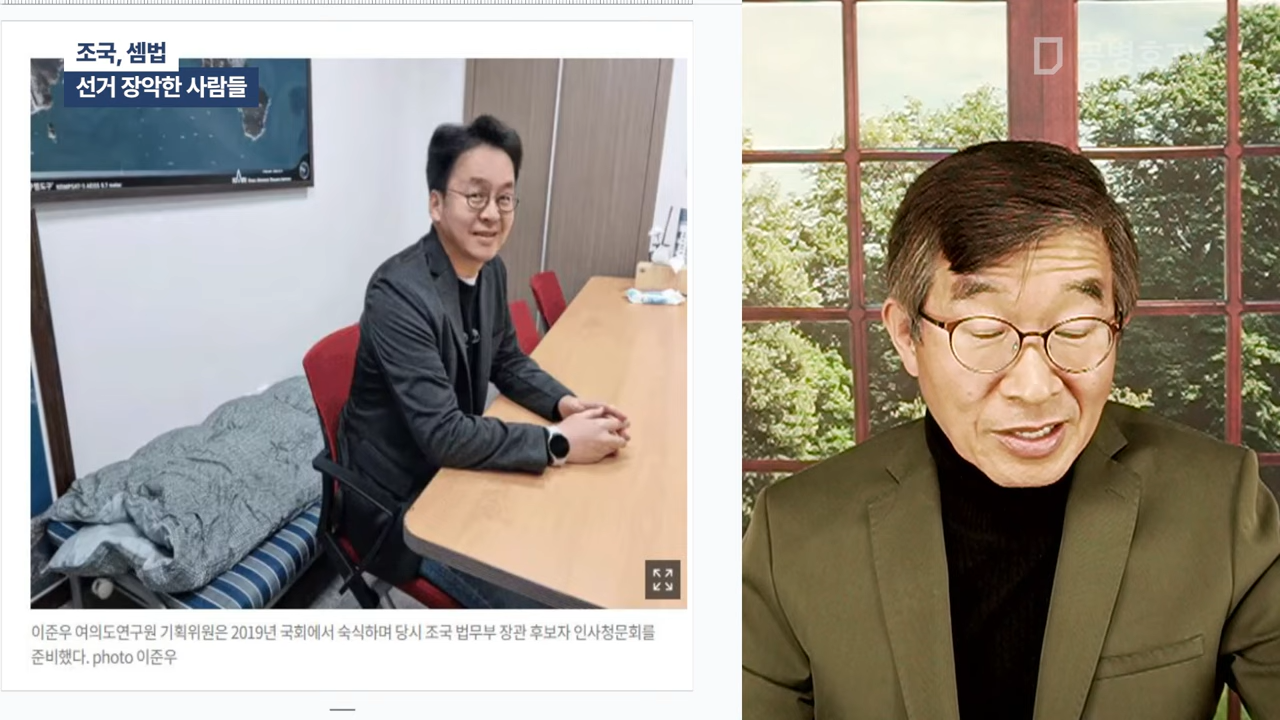 조국, 셈법
선거 장악한 사람들
공병호
이준우 여의도연구원 기획위원은 2019년 국회에서 숙식하며 당시 조국 법무부 장관 후보자 인사청문회를
준비했다. photo 이준우